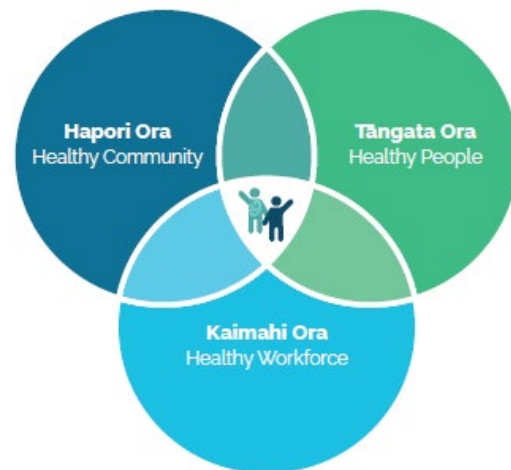 Hapori Ora
Healthy Community
Tāngata Ora
Healthy People
Kaimahi Ora
Healthy Workforce